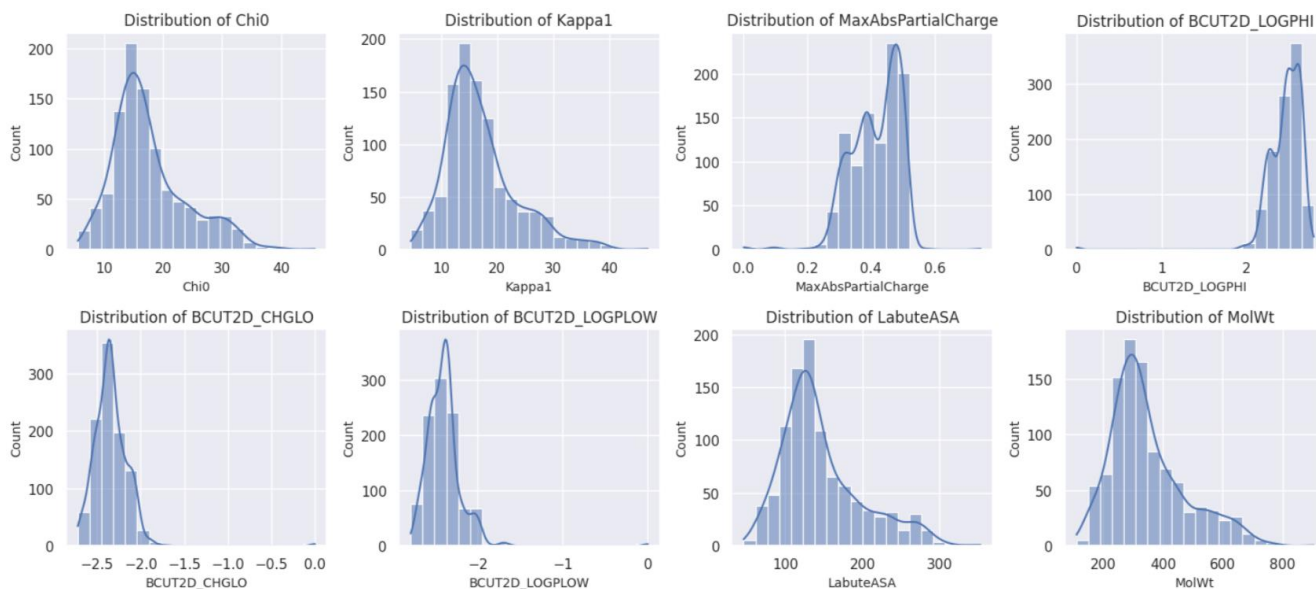 Distribution of Chi0
Distribution of Kappa1
Distribution of MaxAbsPartialCharge
Distribution of BCUT2D_LOGPHI
200
150
100
50
0
Count
10 20 30 40
Chi0
200
150
100
50
0
Count
10 20 30 40
Kappa1
200
150
100
50
0
Count
0.0 0.2 0.4 0.6
MaxAbsPartialCharge
300
200
100
0
Count
0 1 2
BCUT2D_LOGPHI
Distribution of BCUT2D_CHGLO
Distribution of BCUT2D_LOGPLOW
Distribution of LabuteASA
Distribution of MolWt
300
200
100
0
Count
−2.5 −2.0 −1.5 −1.0 −0.5 0.0
BCUT2D_CHGLO
300
200
100
0
Count
−2 −1 0
BCUT2D_LOGPLOW
200
150
100
50
0
Count
100 200 300
LabuteASA
150
100
50
0
Count
200 400 600 800
MolWt